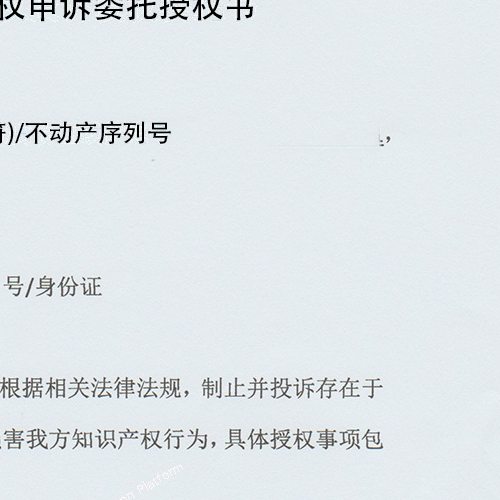 权申诉委托授权书
)/不动产序列号
，
号/身份证
根据相关法律法规，制止并投诉存在于
害我方知识产权行为，具体授权事项包
on Platform